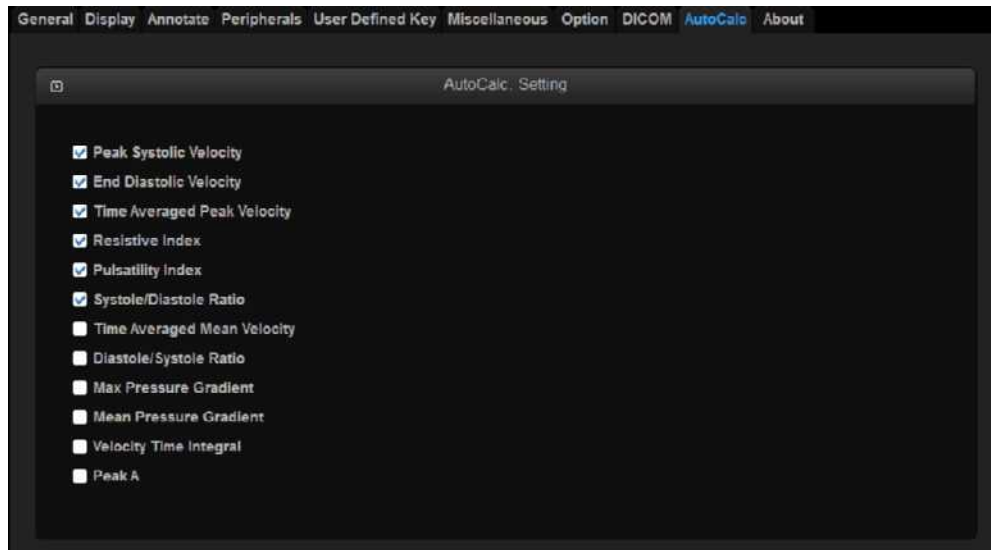 General Display Annotate Peripherals User Defined Key Miscellaneous Option DICOM AutoCalc About
AutoCalc. Setting
Peak Systolic Velocity
End Diastolic Velocity
Time Averaged Peak Velocity
Resistive Index
Pulsatility Index
Systole/Diastole Ratio
Time Averaged Mean Velocity
Diastole/Systole Ratio
Max Pressure Gradient
Mean Pressure Gradient
Velocity Time Integral
Peak A